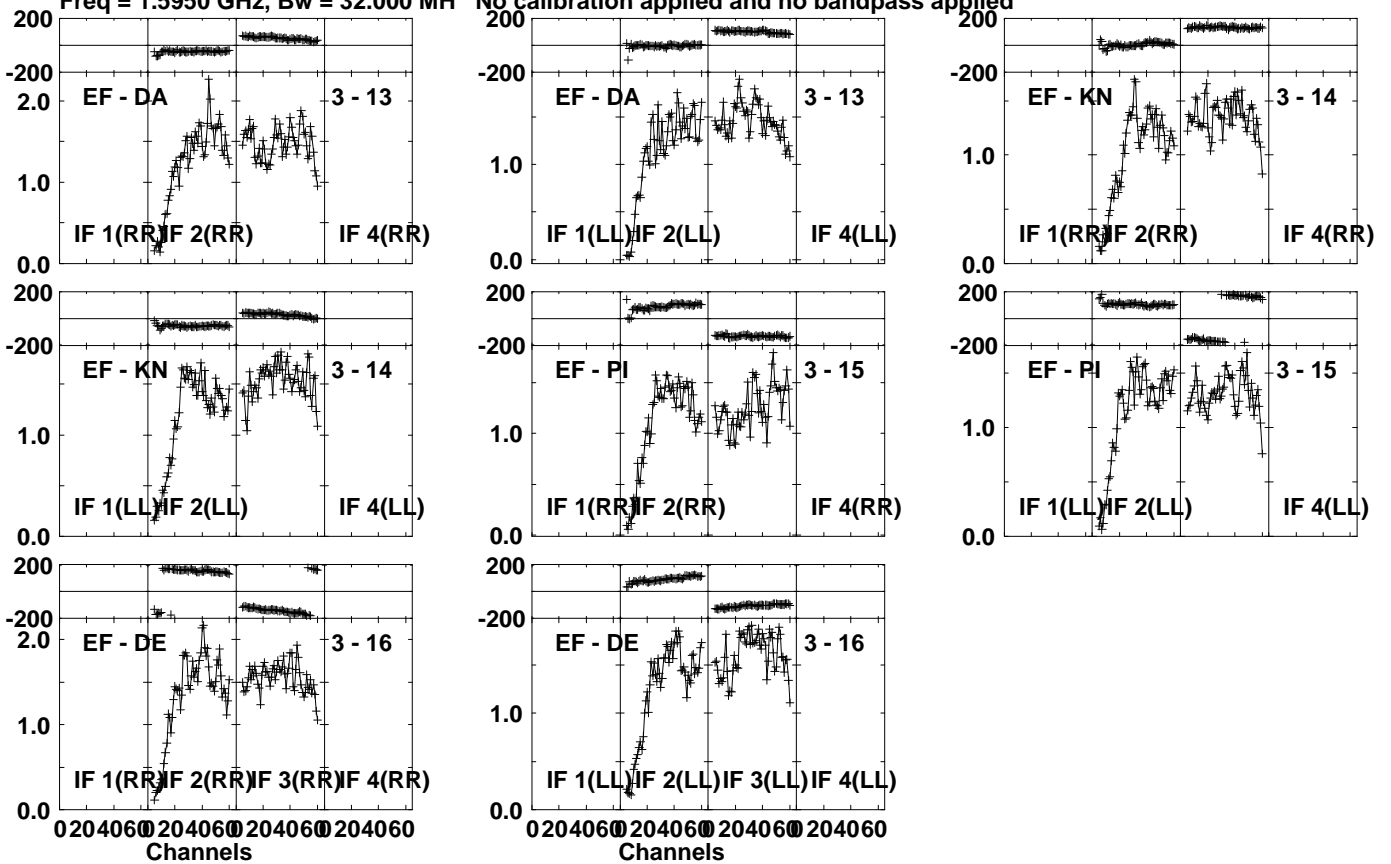 Freq = 1.5950 GHz, Bw = 32.000 MH No calibration applied and no bandpass applied
200
-200
2.0
1.0
0.0
EF - DA
3 - 13
IF 1(RR)
IF 2(RR)
IF 4(RR)
200
-200
1.0
0.0
EF - DA
3 - 13
IF 1(LL)
IF 2(LL)
IF 4(LL)
200
-200
1.0
0.0
EF - KN
3 - 14
IF 1(RR)
IF 2(RR)
IF 4(RR)
200
-200
1.0
0.0
EF - KN
3 - 14
IF 1(LL)
IF 2(LL)
IF 4(LL)
200
-200
1.0
0.0
EF - PI
3 - 15
IF 1(RR)
IF 2(RR)
IF 4(RR)
200
-200
1.0
0.0
EF - PI
3 - 15
IF 1(LL)
IF 2(LL)
IF 4(LL)
200
-200
2.0
1.0
0.0
EF - DE
3 - 16
IF 1(RR)
IF 2(RR)
IF 3(RR)
IF 4(RR)
0 20 40 60 0 20 40 60 0 20 40 60 0 20 40 60
Channels
200
-200
1.0
0.0
EF - DE
3 - 16
IF 1(LL)
IF 2(LL)
IF 3(LL)
IF 4(LL)
0 20 40 60 0 20 40 60 0 20 40 60 0 20 40 60
Channels